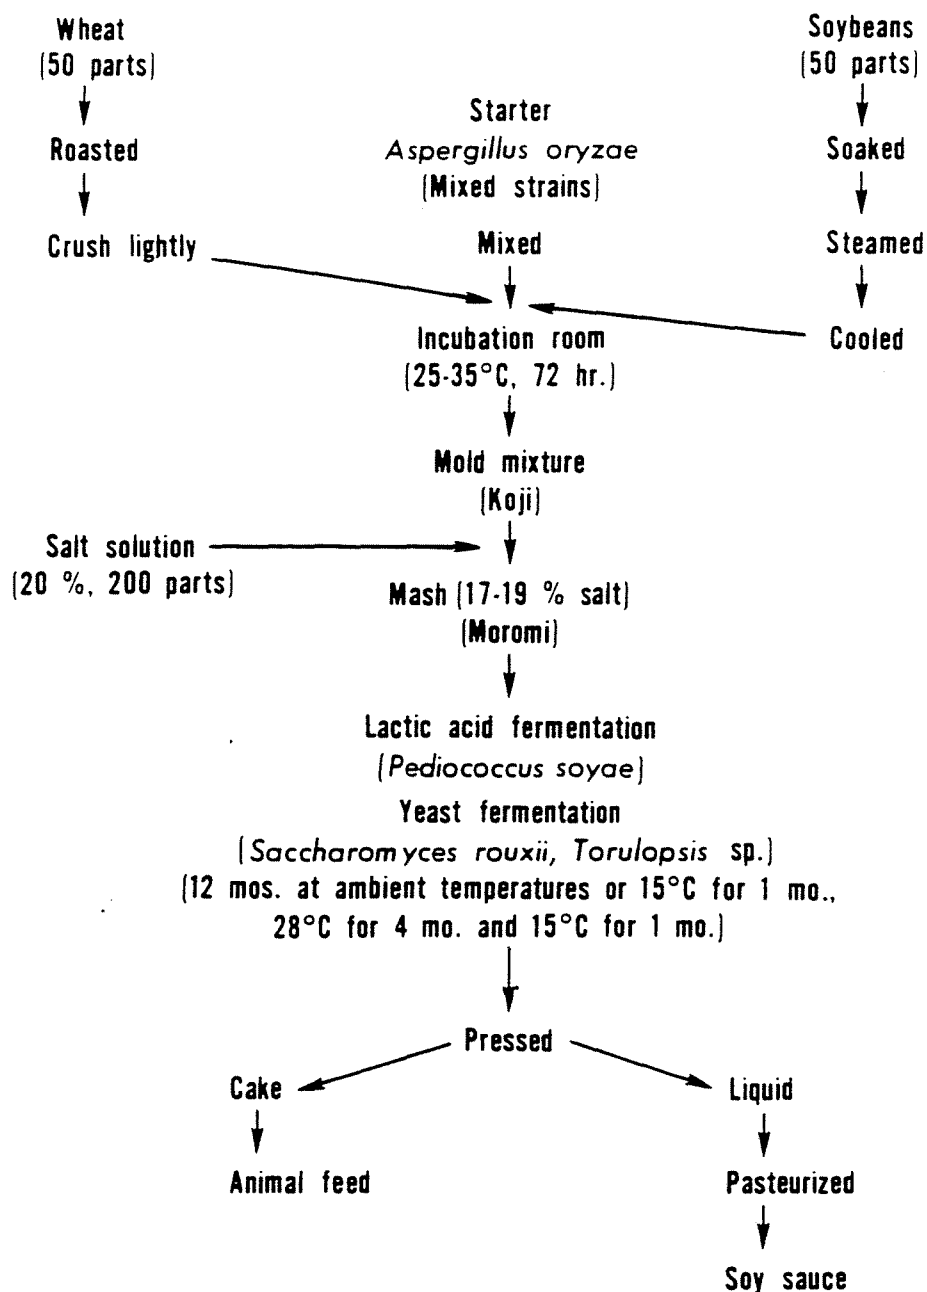 Wheat
(50 parts)
Roasted
Crush lightly
Starter
Aspergillus oryzae
(Mixed strains)
Mixed
Soybeans
(50 parts)
Soaked
Steamed
Cooled
Incubation room
(25-35°C, 72 hr.)
Mold mixture
(Koji)
Salt solution
(20 %, 200 parts)
Mash (17-19 % salt)
(Moromi)
Lactic acid fermentation
(Pediococcus soyae)
Yeast fermentation
(Saccharomyces rouxii, Torulopsis sp.)
(12 mos. at ambient temperatures or 15°C for 1 mo.,
28°C for 4 mo. and 15°C for 1 mo.)
Pressed
Cake
Animal feed
Liquid
Pasteurized
Soy sauce